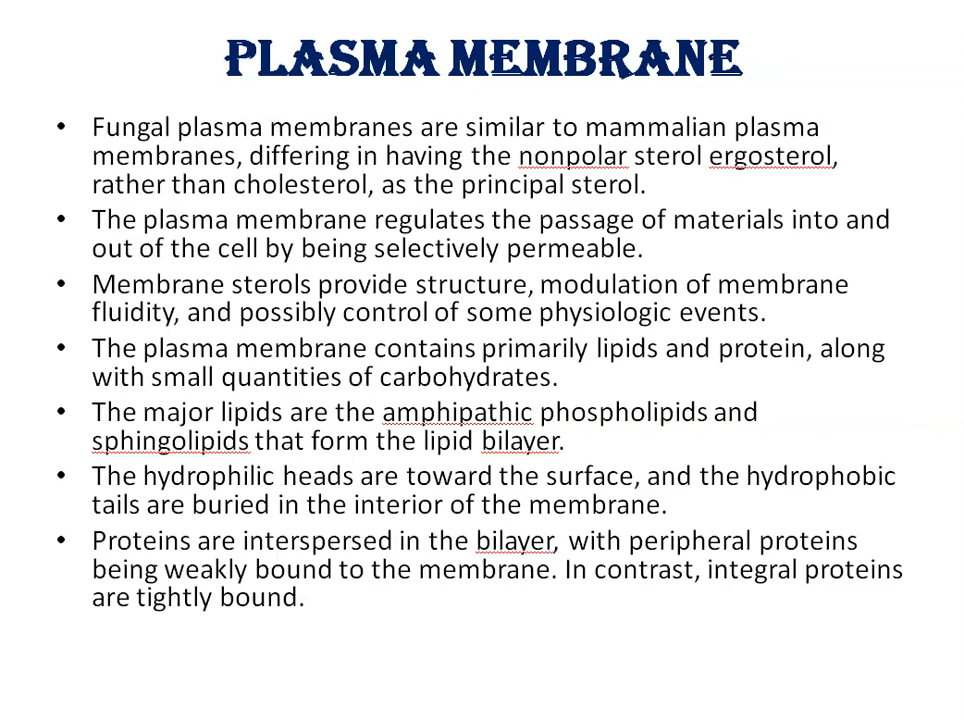 PLASMA MEMBRANE
• Fungal plasma membranes are similar to mammalian plasma
membranes, differing in having the nonpolar sterol ergosterol,
rather than cholesterol, as the principal sterol.
• The plasma membrane regulates the passage of materials into and
out of the cell by being selectively permeable.
• Membrane sterols provide structure, modulation of membrane
fluidity, and possibly control of some physiologic events.
• The plasma membrane contains primarily lipids and protein, along
with small quantities of carbohydrates.
• The major lipids are the amphipathic phospholipids and
sphingolipids that form the lipid bilayer.
• The hydrophilic heads are toward the surface, and the hydrophobic
tails are buried in the interior of the membrane.
• Proteins are interspersed in the bilayer, with peripheral proteins
being weakly bound to the membrane. In contrast, integral proteins
are tightly bound.